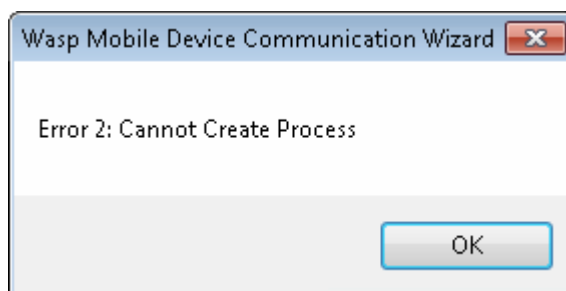 Wasp Mobile Device Communication Wizard
Error 2: Cannot Create Process
OK